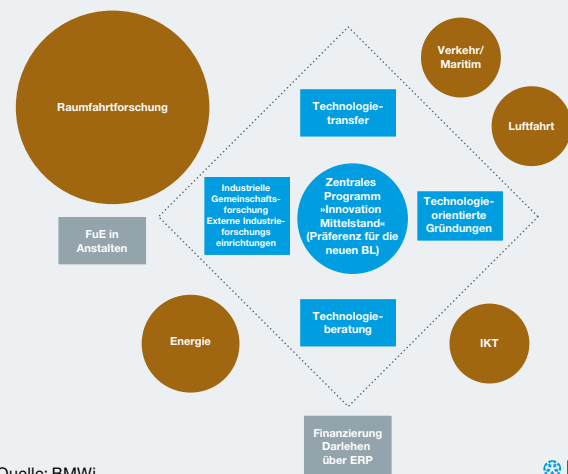 Verkehr/
Maritim
Raumfahrtforschung
Technologie-
transfer
Luftfahrt
Industrielle
Gemeinschafts-
forschung
Externe Industrie-
forschungs
einrichtungen
Zentrales
Programm
»Innovation
Mittelstand«
(Präferenz für die
neuen BL)
Technologie-
orientierte
Gründungen
FuE in
Anstalten
Technologie-
beratung
Energie
IKT
Finanzierung
Darlehen
über ERP
Quelle: BMWi